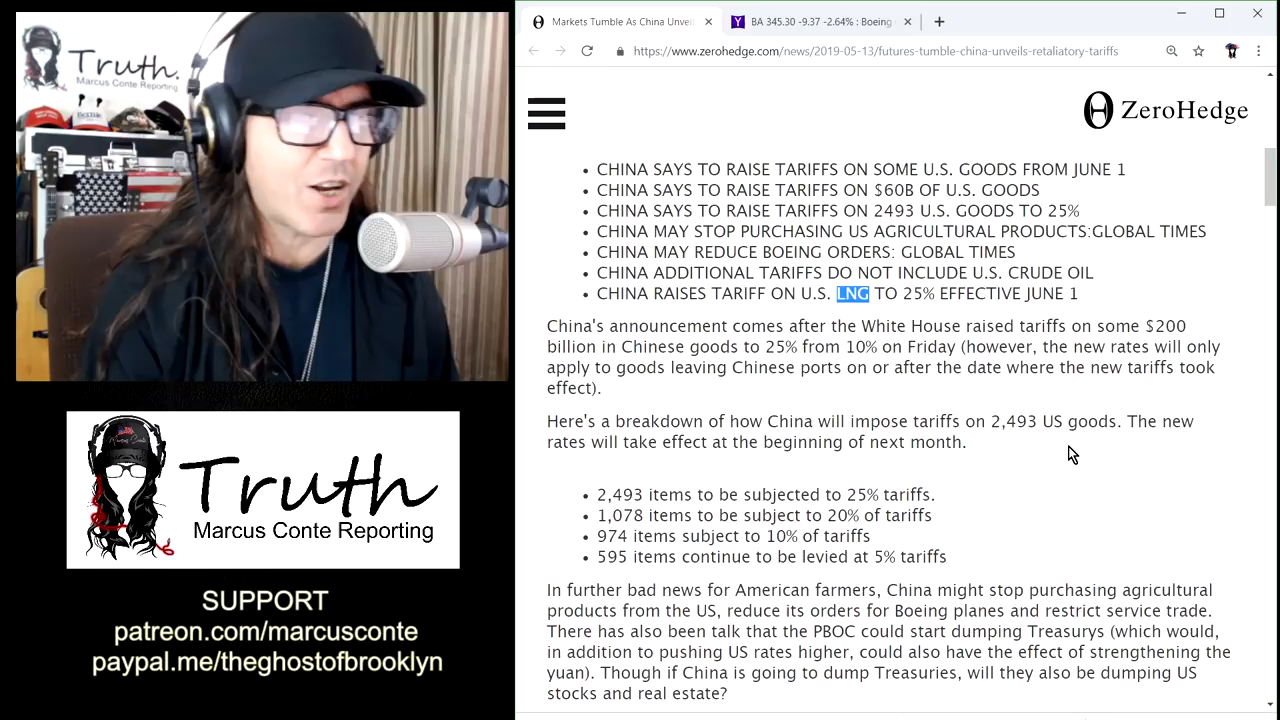 Truth.
Marcus Conte Reporting
Truth
Marcus Conte Reporting
SUPPORT
patreon.com/marcusconte
paypal.me/theghostofbrooklyn
Markets Tumble As China Unvei
BA 345.30 -9.37 -2.64% : Boeing
https://www.zerohedge.com/news/2019-05-13/futures-tumble-china-unveils-retaliatory-tariffs
ZeroHedge
• CHINA SAYS TO RAISE TARIFFS ON SOME U.S. GOODS FROM JUNE 1
• CHINA SAYS TO RAISE TARIFFS ON $60B OF U.S. GOODS
• CHINA SAYS TO RAISE TARIFFS ON 2493 U.S. GOODS TO 25%
• CHINA MAY STOP PURCHASING US AGRICULTURAL PRODUCTS:GLOBAL TIMES
• CHINA MAY REDUCE BOEING ORDERS: GLOBAL TIMES
• CHINA ADDITIONAL TARIFFS DO NOT INCLUDE U.S. CRUDE OIL
• CHINA RAISES TARIFF ON U.S. LNG TO 25% EFFECTIVE JUNE 1
China's announcement comes after the White House raised tariffs on some $200
billion in Chinese goods to 25% from 10% on Friday (however, the new rates will only
apply to goods leaving Chinese ports on or after the date where the new tariffs took
effect).
Here's a breakdown of how China will impose tariffs on 2,493 US goods. The new
rates will take effect at the beginning of next month.
• 2,493 items to be subjected to 25% tariffs.
• 1,078 items to be subject to 20% of tariffs
• 974 items subject to 10% of tariffs
• 595 items continue to be levied at 5% tariffs
In further bad news for American farmers, China might stop purchasing agricultural
products from the US, reduce its orders for Boeing planes and restrict service trade.
There has also been talk that the PBOC could start dumping Treasurys (which would,
in addition to pushing US rates higher, could also have the effect of strengthening the
yuan). Though if China is going to dump Treasuries, will they also be dumping US
stocks and real estate?